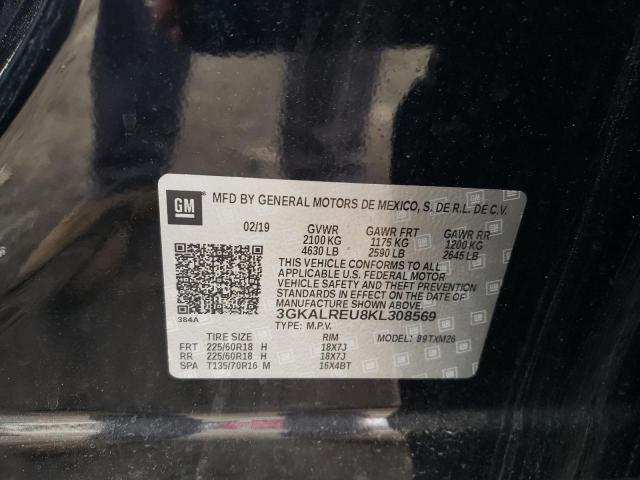 GM
MFD BY GENERAL MOTORS DE MEXICO, S. DE R.L. DE C.V.
02/19 GVWR GAWR FRT GAWR RR
2100 KG 1175 KG 1200 KG
4630 LB 2590 LB 2645 LB
THIS VEHICLE CONFORMS TO ALL
APPLICABLE U.S. FEDERAL MOTOR
VEHICLE SAFETY AND THEFT
PREVENTION STANDARDS IN EFFECT
ON THE DATE OF MANUFACTURE SHOWN ABOVE.
384A
3GKALREU8KL308569
TYPE: M.P.V.
TIRE SIZE RIM MODEL: 89TXM26
FRT 225/60R18 H 18X7J
RR 225/60R18 H 18X7J
SPA T135/70R16 M 16X4BT